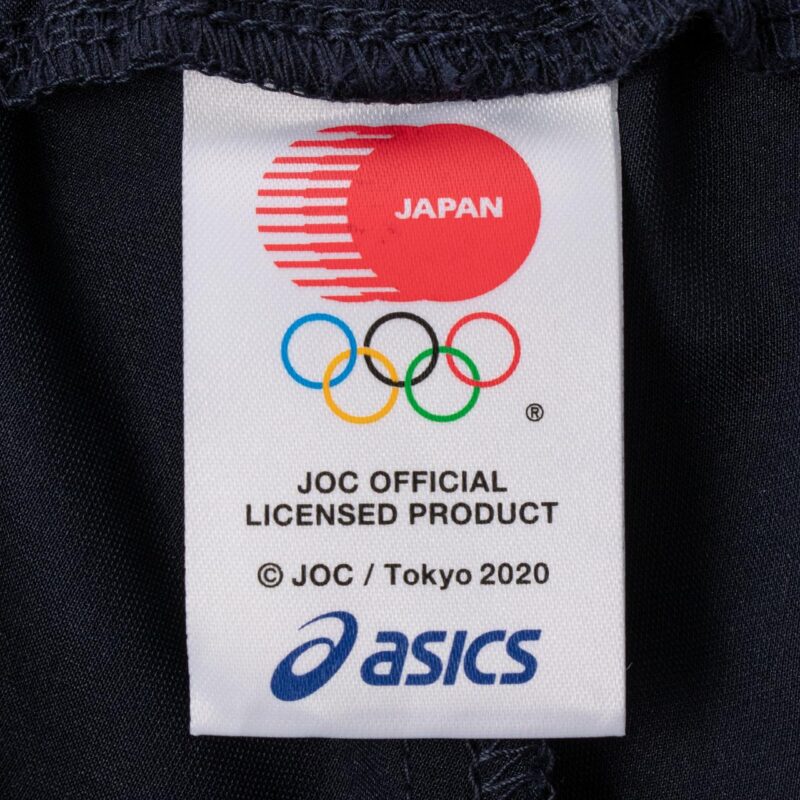 JAPAN
®
JOC OFFICIAL
LICENSED PRODUCT
© JOC / Tokyo 2020
asics